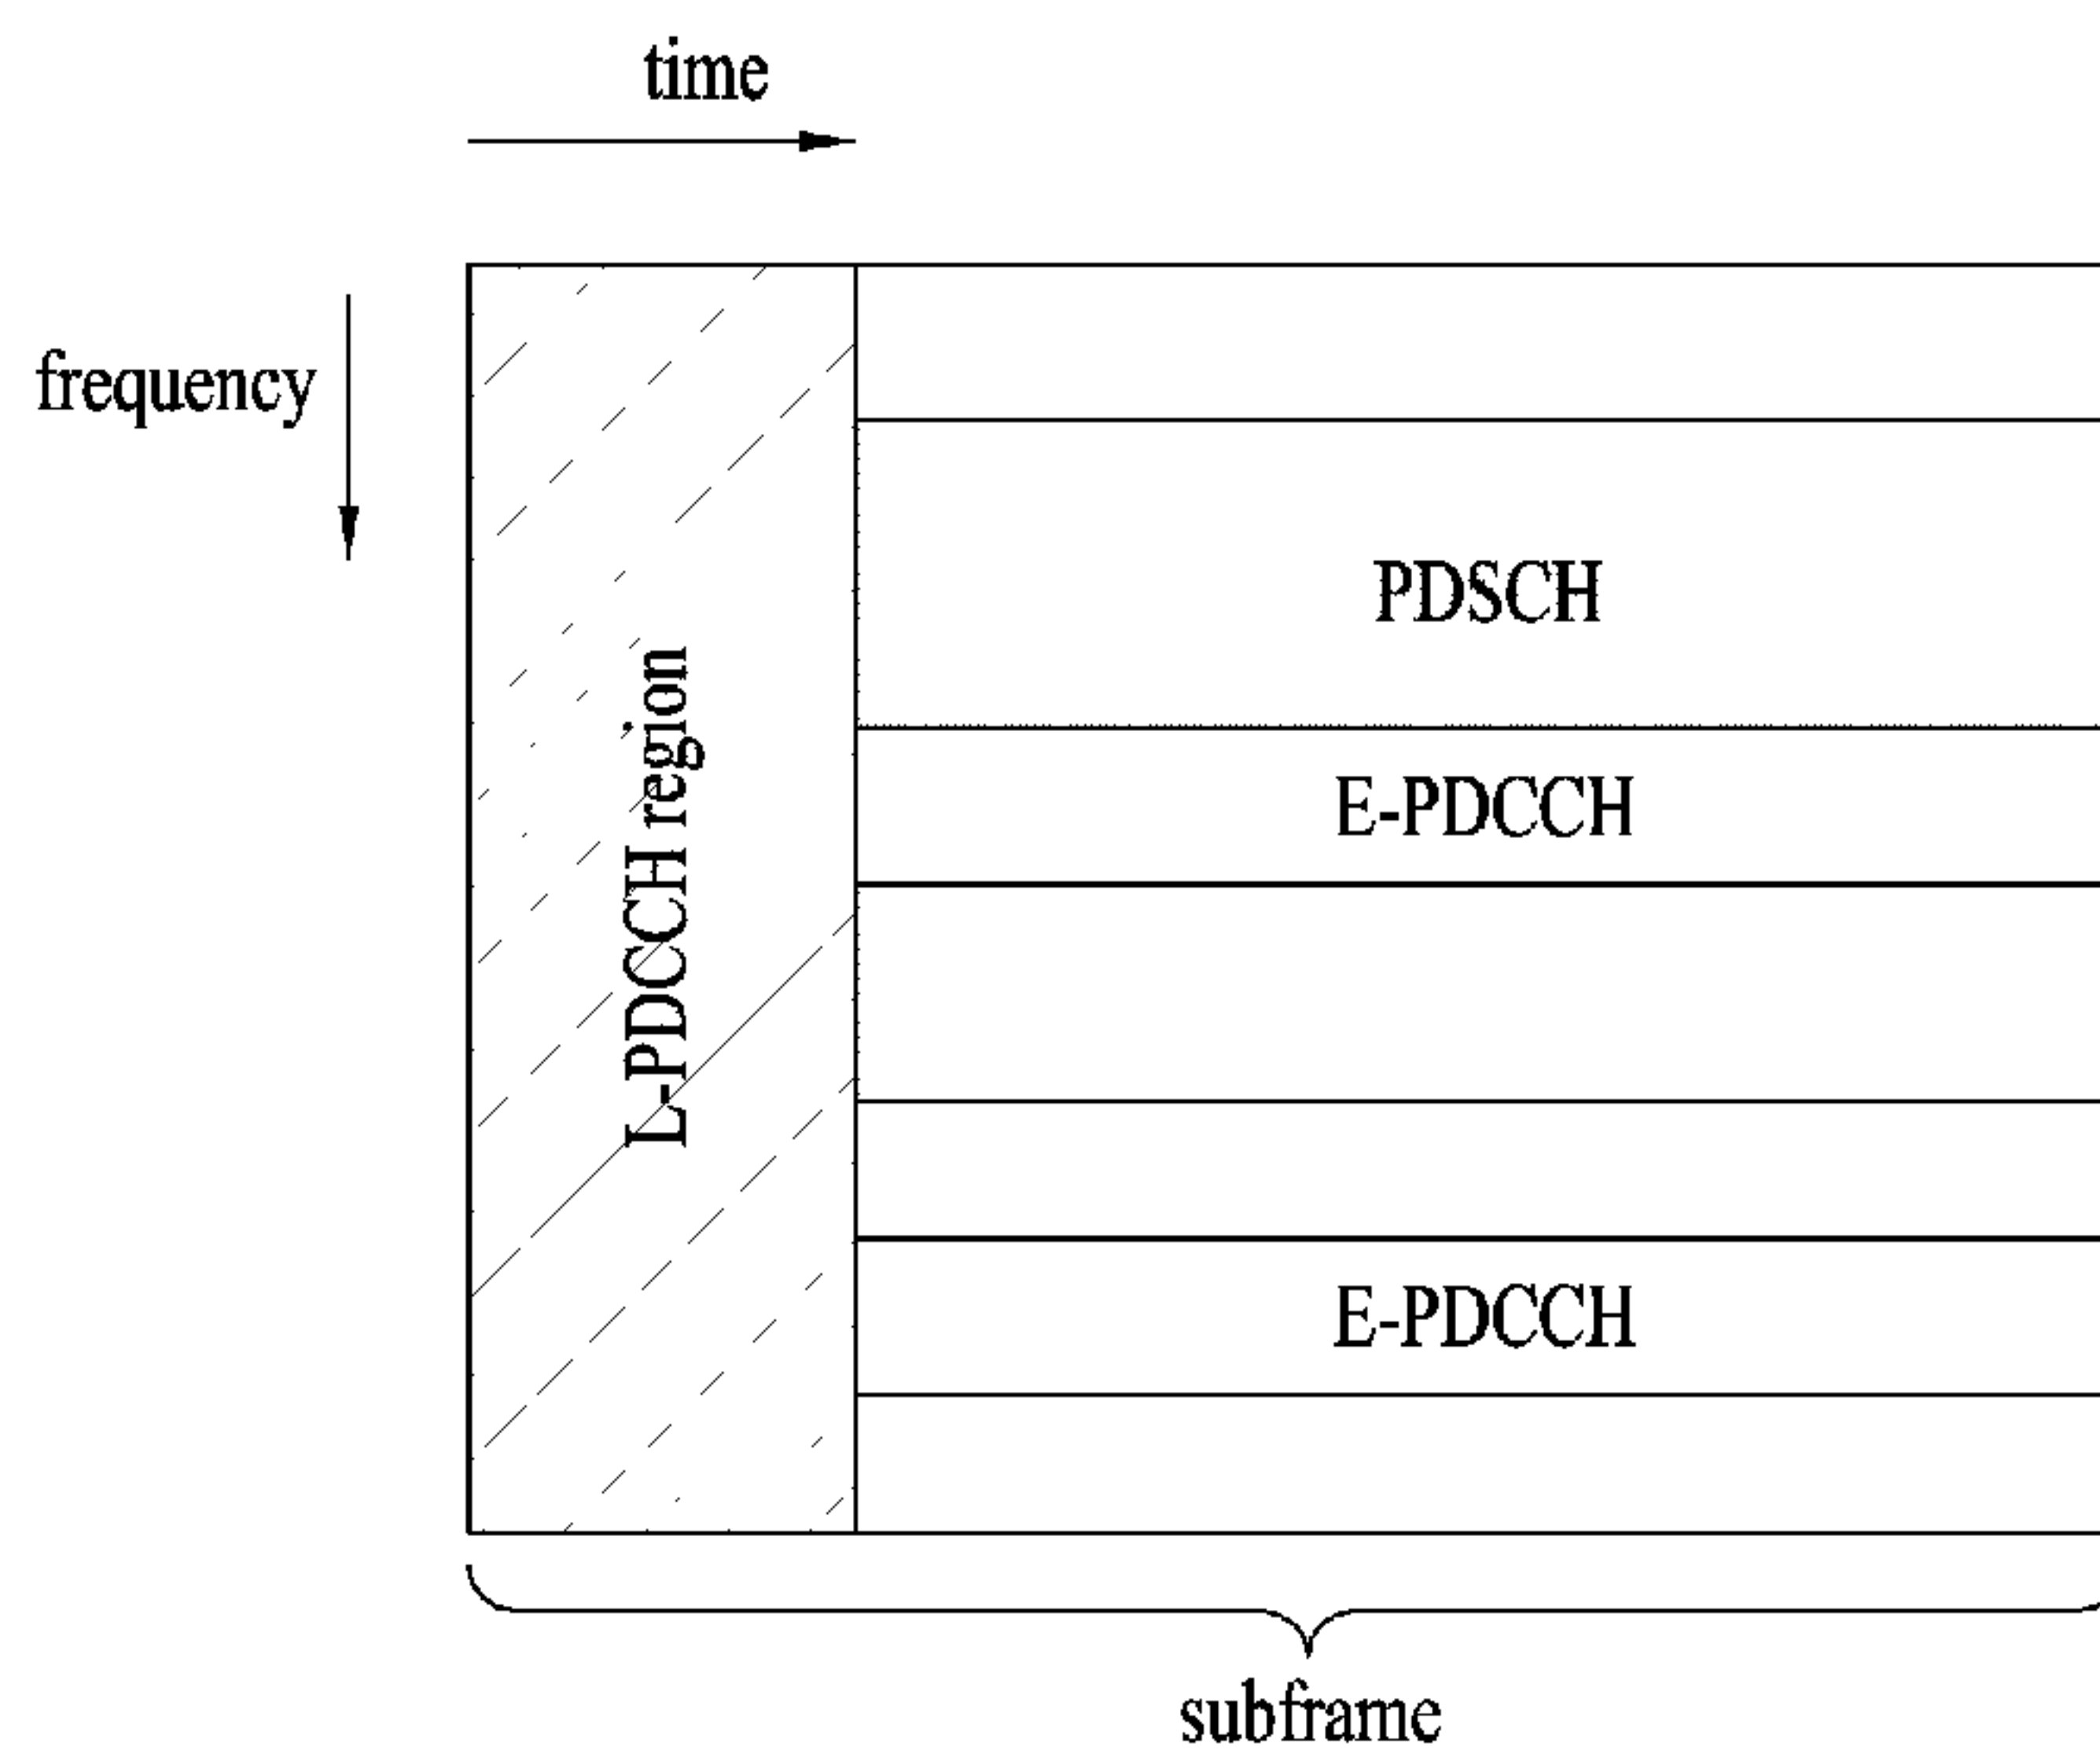 time
frequency
L-PDCCH region
PDSCH
E-PDCCH
E-PDCCH
subframe